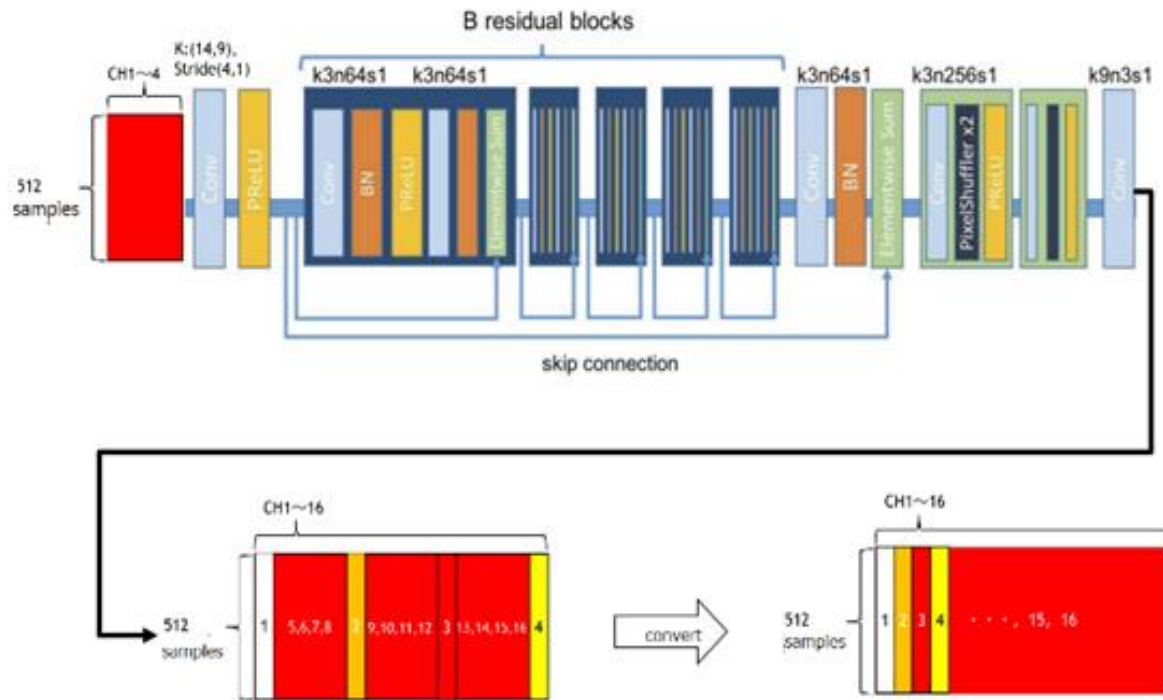 B residual blocks
K:(14,9),
Stride(4,1)
CH1～4
k3n64s1
k3n64s1
k3n64s1
k3n256s1
k9n3s1
512
samples
Conv
PReLU
Conv
BN
PReLU
Elementwise Sum
Conv
BN
Elementwise Sum
Conv
PixelShuffler x2
PReLU
Conv
skip connection
CH1～16
512
samples
1
5,6,7,8
2
9,10,11,12
3
13,14,15,16
4
convert
CH1～16
512
samples
1
2
3
4
· · ·, 15, 16